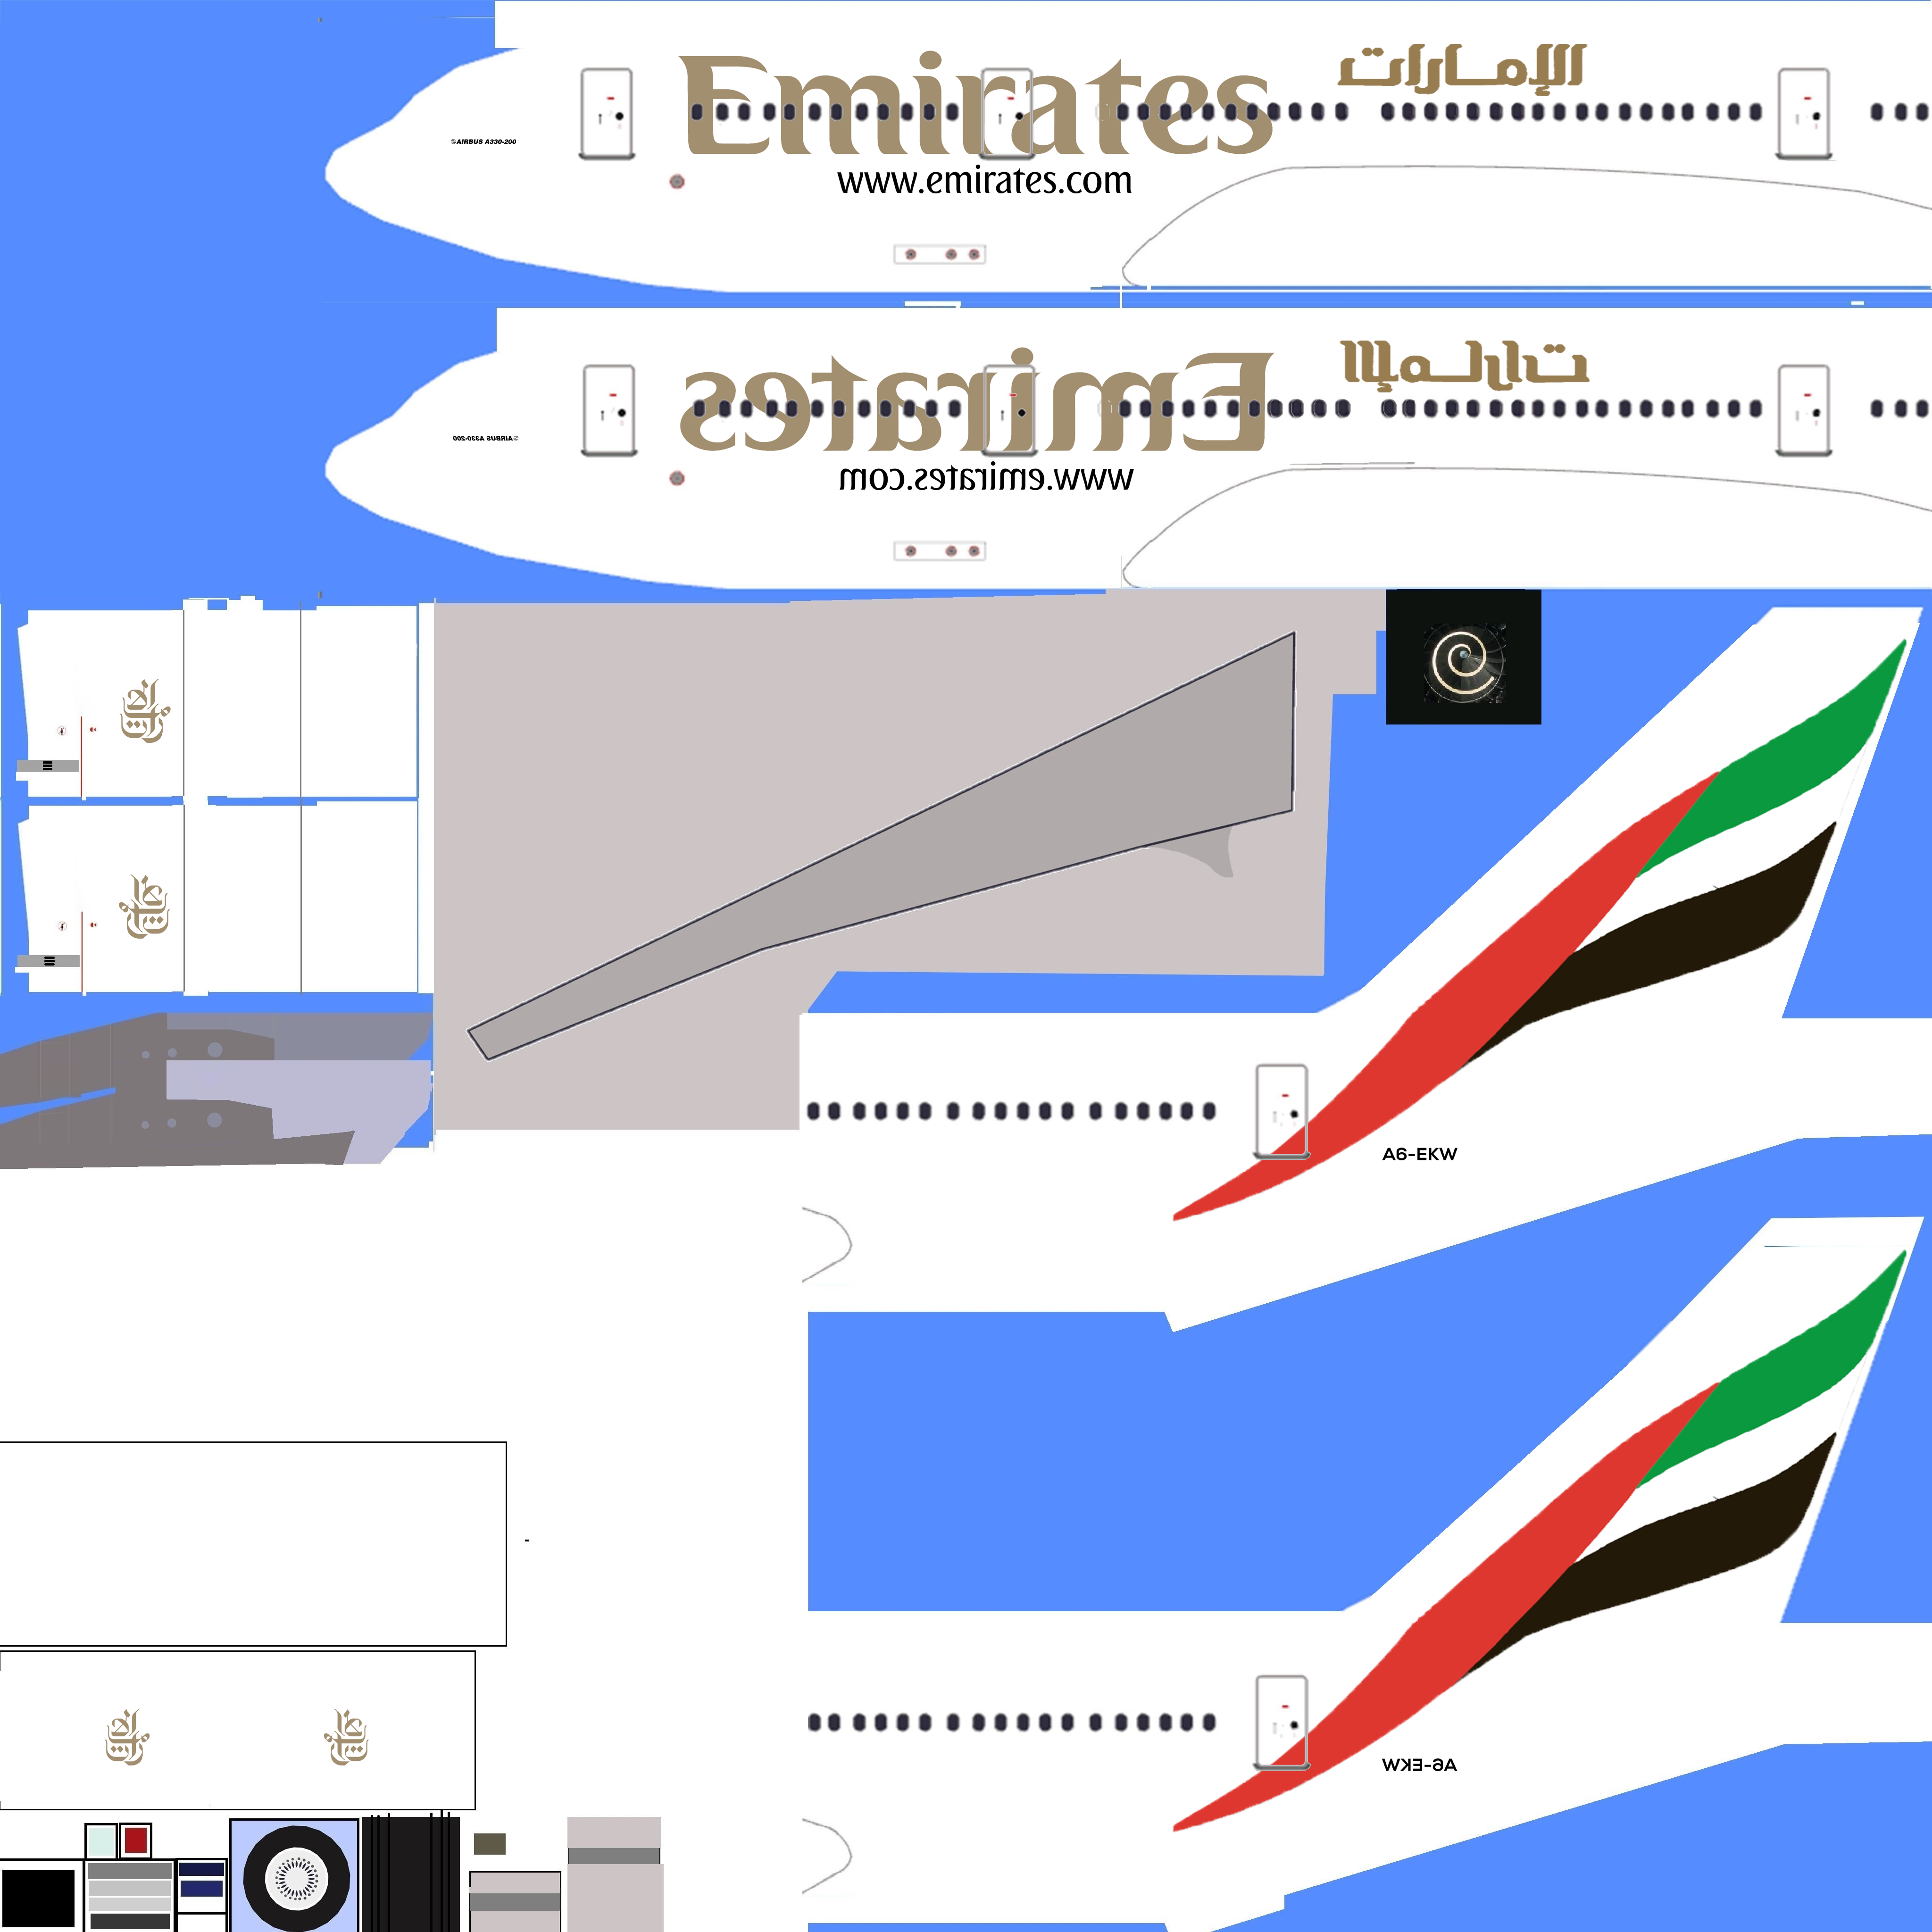 Emirates
الإمارات
AIRBUS A330-200
www.emirates.com
Emirates
الإمارات
AIRBUS A330-200
www.emirates.com
A6-EKW
A6-EKW